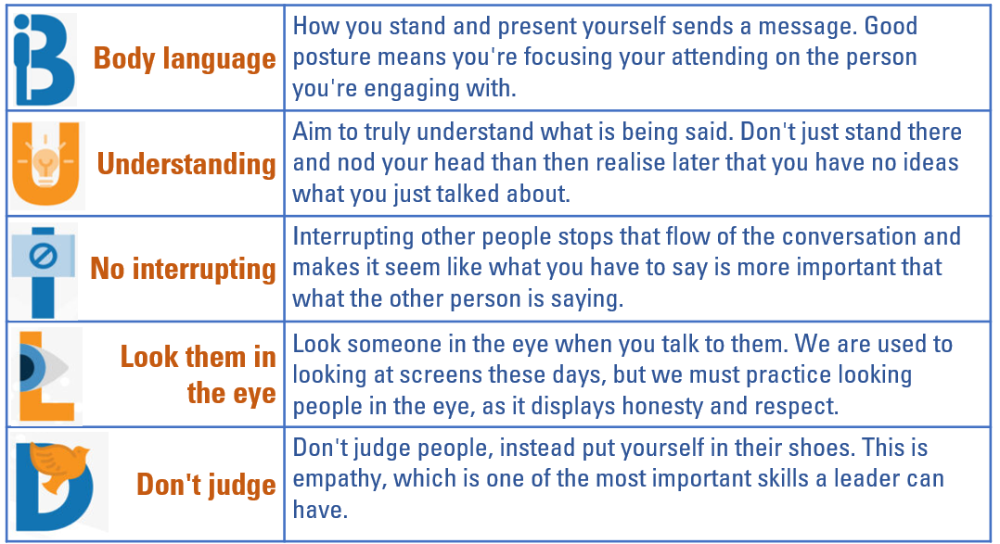 B
Body language
How you stand and present yourself sends a message. Good
posture means you're focusing your attending on the person
you're engaging with.
U
Understanding
Aim to truly understand what is being said. Don't just stand there
and nod your head than then realise later that you have no ideas
what you just talked about.
I
No interrupting
Interrupting other people stops that flow of the conversation and
makes it seem like what you have to say is more important that
what the other person is saying.
L
Look them in
the eye
Look someone in the eye when you talk to them. We are used to
looking at screens these days, but we must practice looking
people in the eye, as it displays honesty and respect.
D
Don't judge
Don't judge people, instead put yourself in their shoes. This is
empathy, which is one of the most important skills a leader can
have.